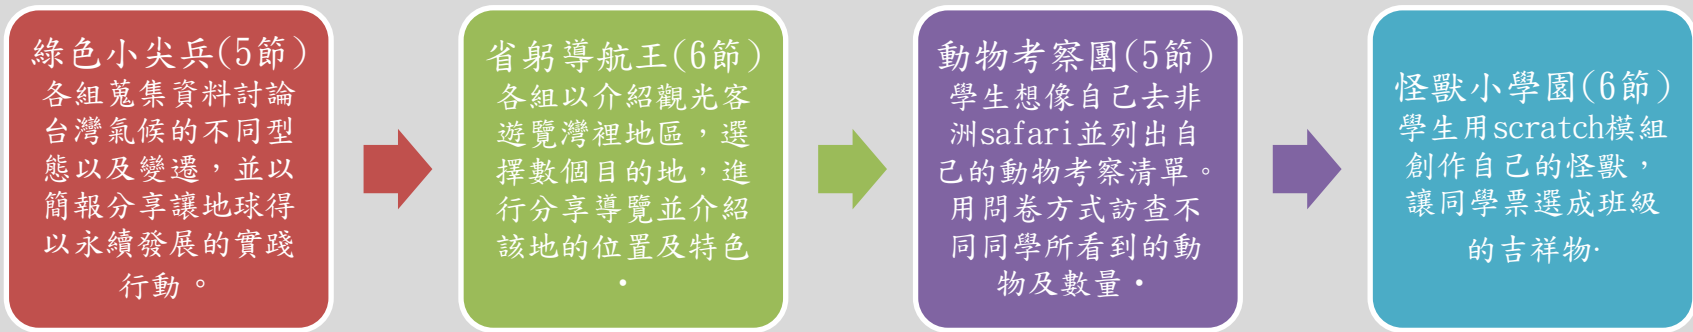 綠色小尖兵(5節)
各組蒐集資料討論
台灣氣候的不同型
態以及變遷，並以
簡報分享讓地球得
以永續發展的實踐
行動。
省躬導航王(6節)
各組以介紹觀光客
遊覽灣裡地區，選
擇數個目的地，進
行分享導覽並介紹
該地的位置及特色
．
動物考察團(5節)
學生想像自己去非
洲safari並列出自
己的動物考察清單。
用問卷方式訪查不
同同學所看到的動
物及數量．
怪獸小學園(6節)
學生用scratch模組
創作自己的怪獸，
讓同學票選成班級
的吉祥物.